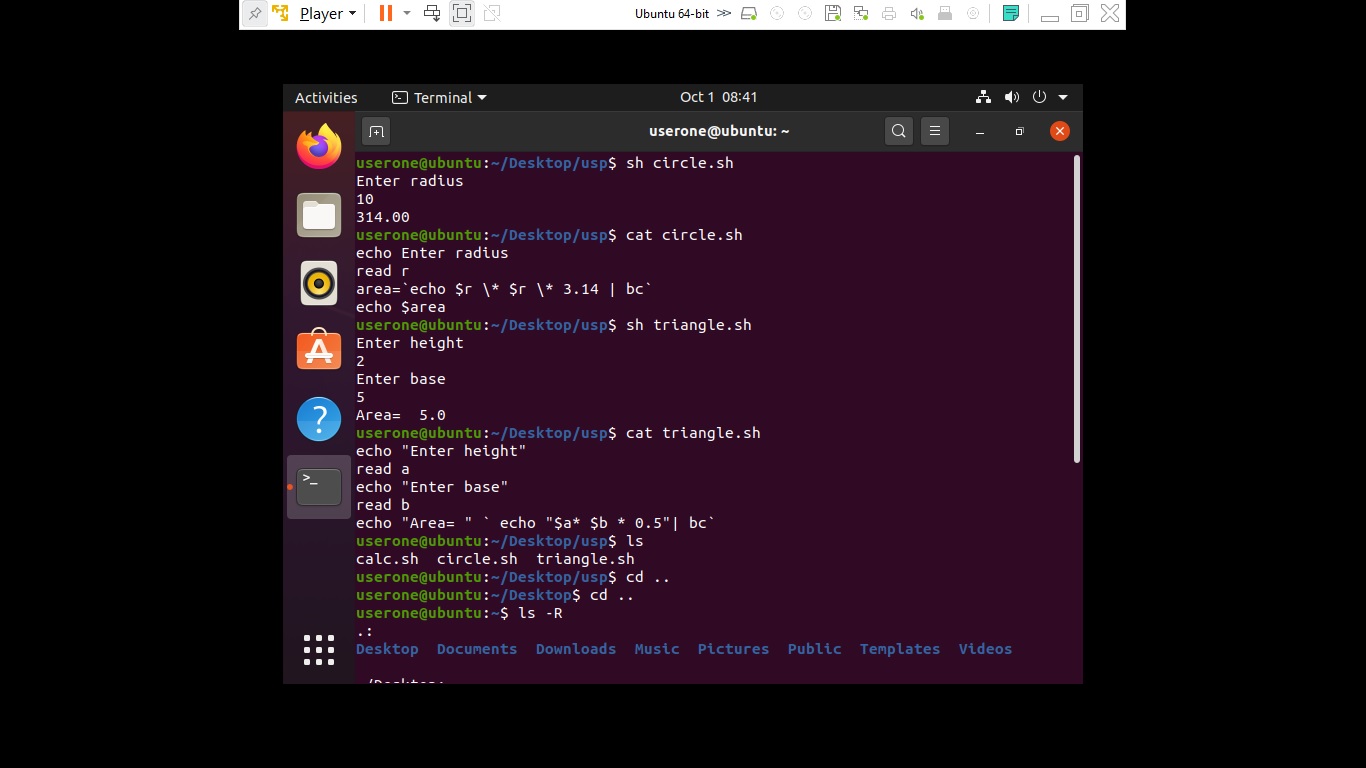 Player Ubuntu 64-bit
Activities Terminal Oct 1 08:41
userone@ubuntu: ~
userone@ubuntu:~/Desktop/usp$ sh circle.sh
Enter radius
10
314.00
userone@ubuntu:~/Desktop/usp$ cat circle.sh
echo Enter radius
read r
area=`echo $r \* $r \* 3.14 | bc`
echo $area
userone@ubuntu:~/Desktop/usp$ sh triangle.sh
Enter height
2
Enter base
5
Area=  5.0
userone@ubuntu:~/Desktop/usp$ cat triangle.sh
echo "Enter height"
read a
echo "Enter base"
read b
echo "Area= " ` echo "$a* $b * 0.5"| bc`
userone@ubuntu:~/Desktop/usp$ ls
calc.sh  circle.sh  triangle.sh
userone@ubuntu:~/Desktop/usp$ cd ..
userone@ubuntu:~/Desktop$ cd ..
userone@ubuntu:~$ ls -R
.:
Desktop  Documents  Downloads  Music  Pictures  Public  Templates  Videos